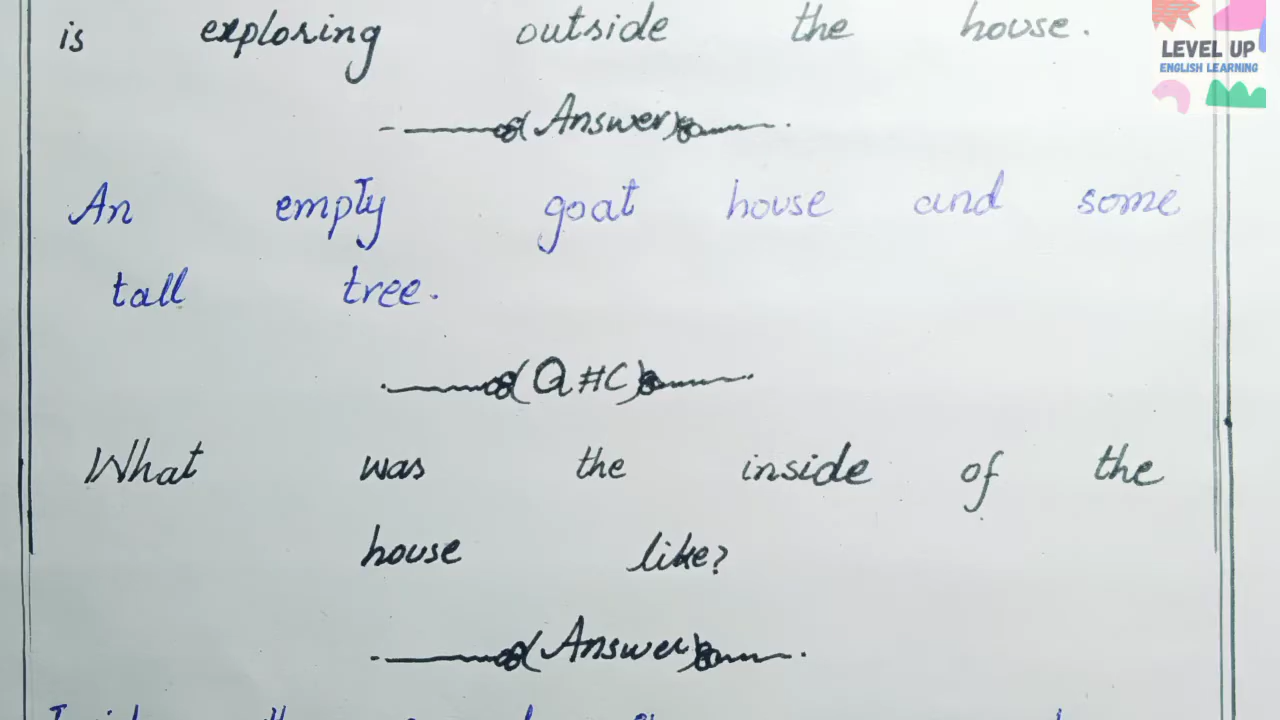 is exploring outside the house.
LEVEL UP
ENGLISH LEARNING
(Answer)
An empty goat house and some
tall tree.
(Q#C)
What was the inside of the
house like?
(Answer)